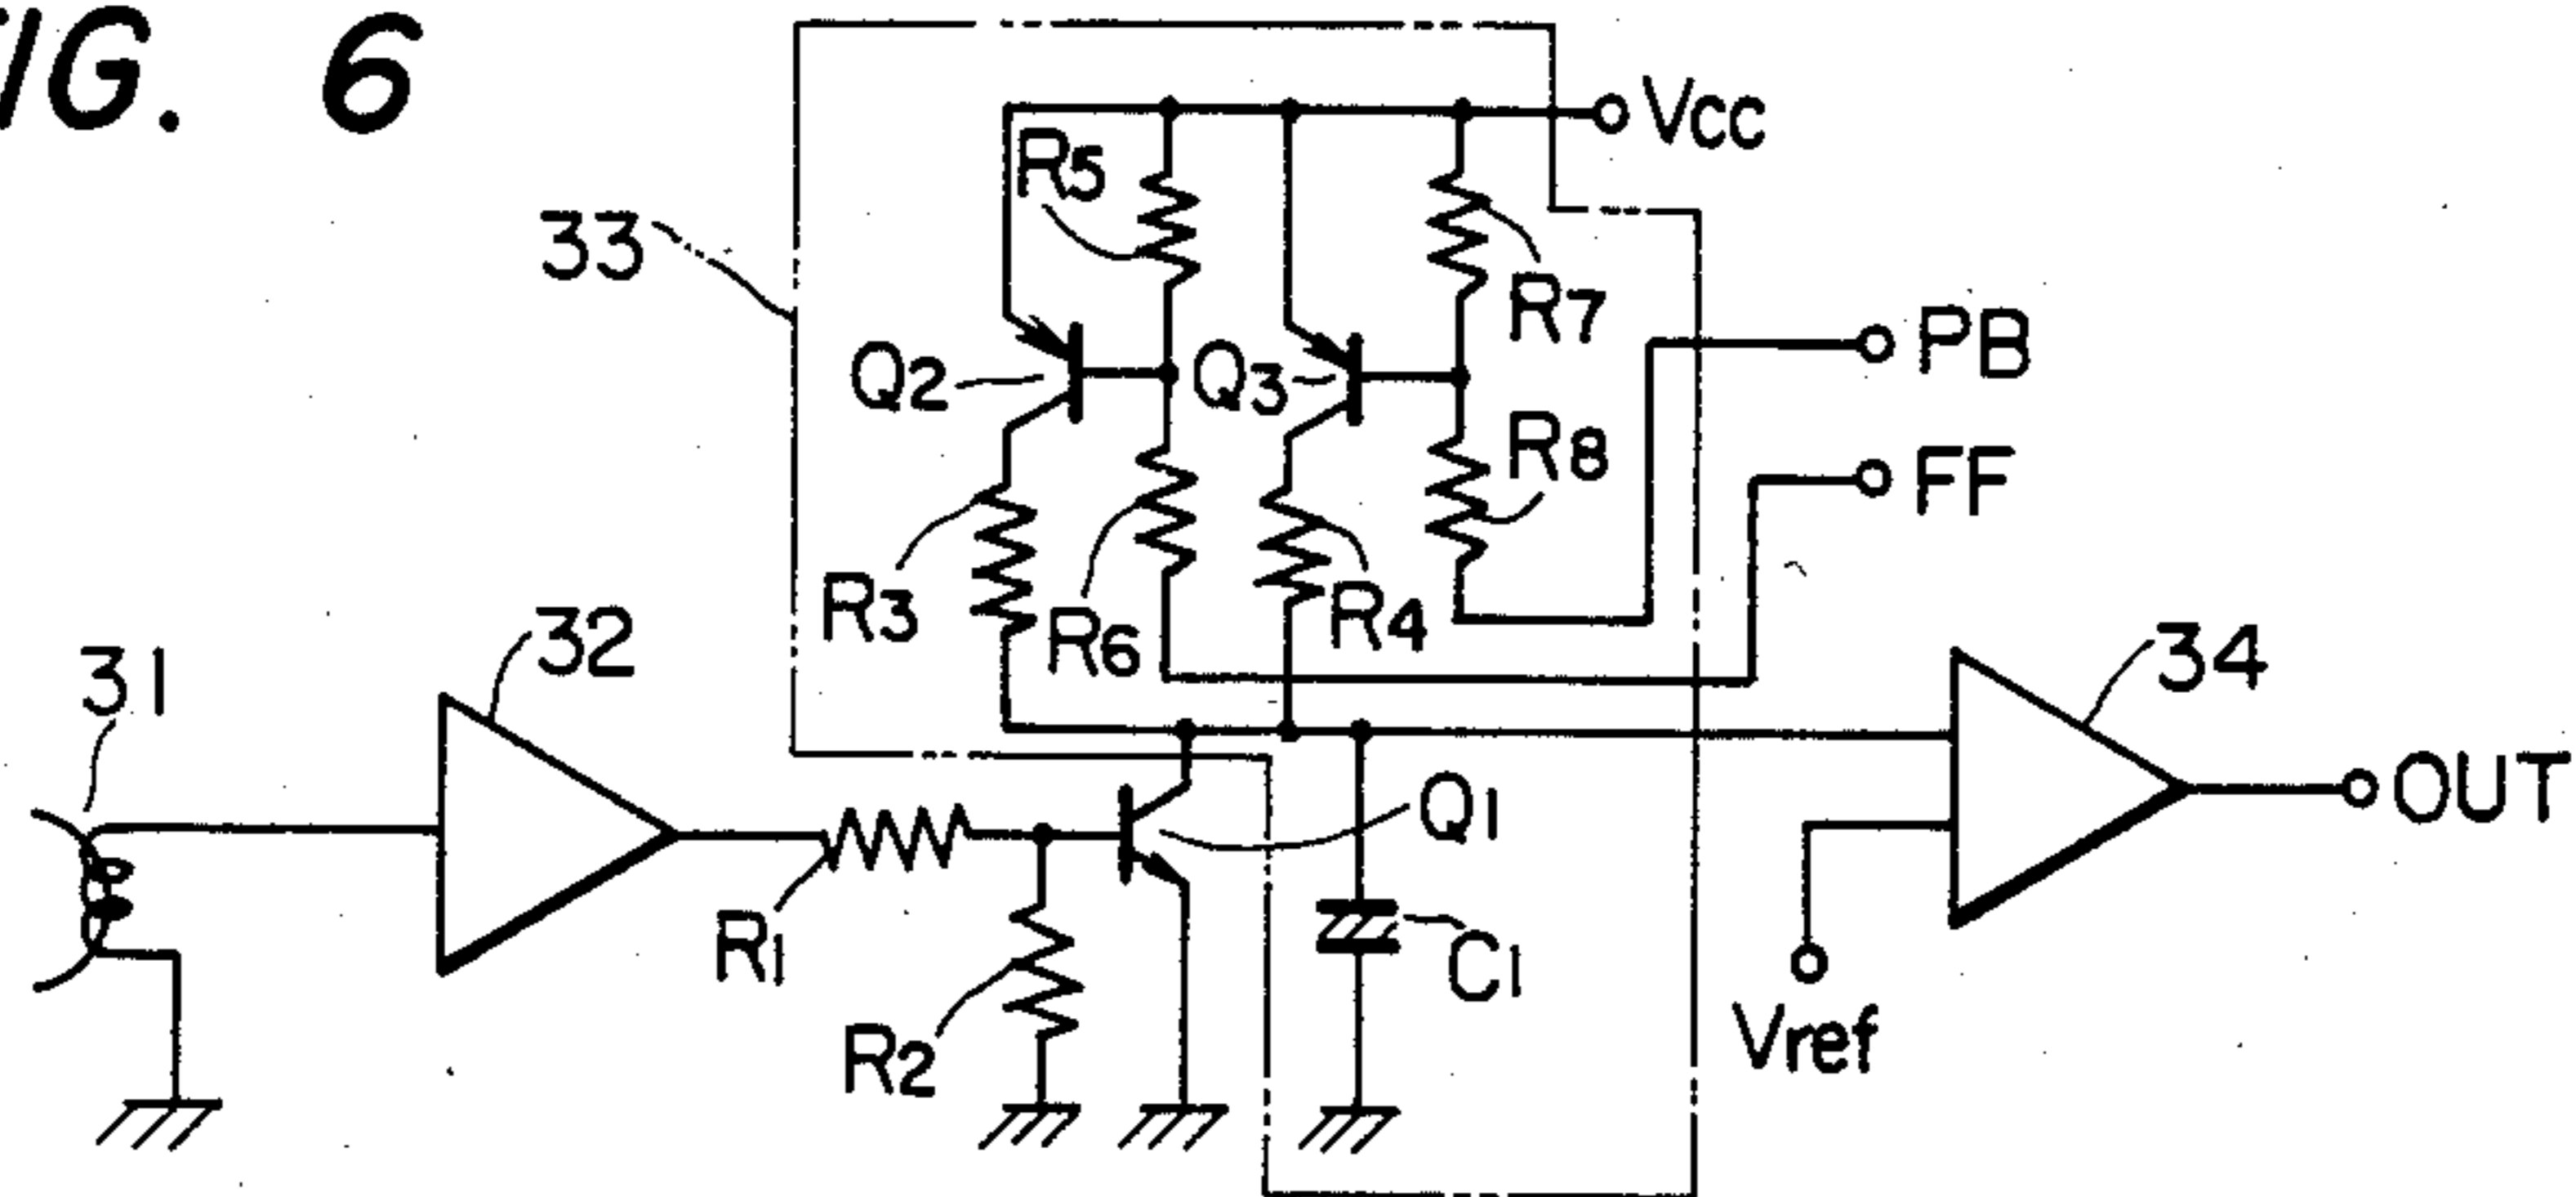 FIG. 6
Vcc
R5
33
R7
PB
Q2
Q3
R8
FF
R3
R6
R4
31
32
34
Q1
OUT
R1
C1
R2
Vref